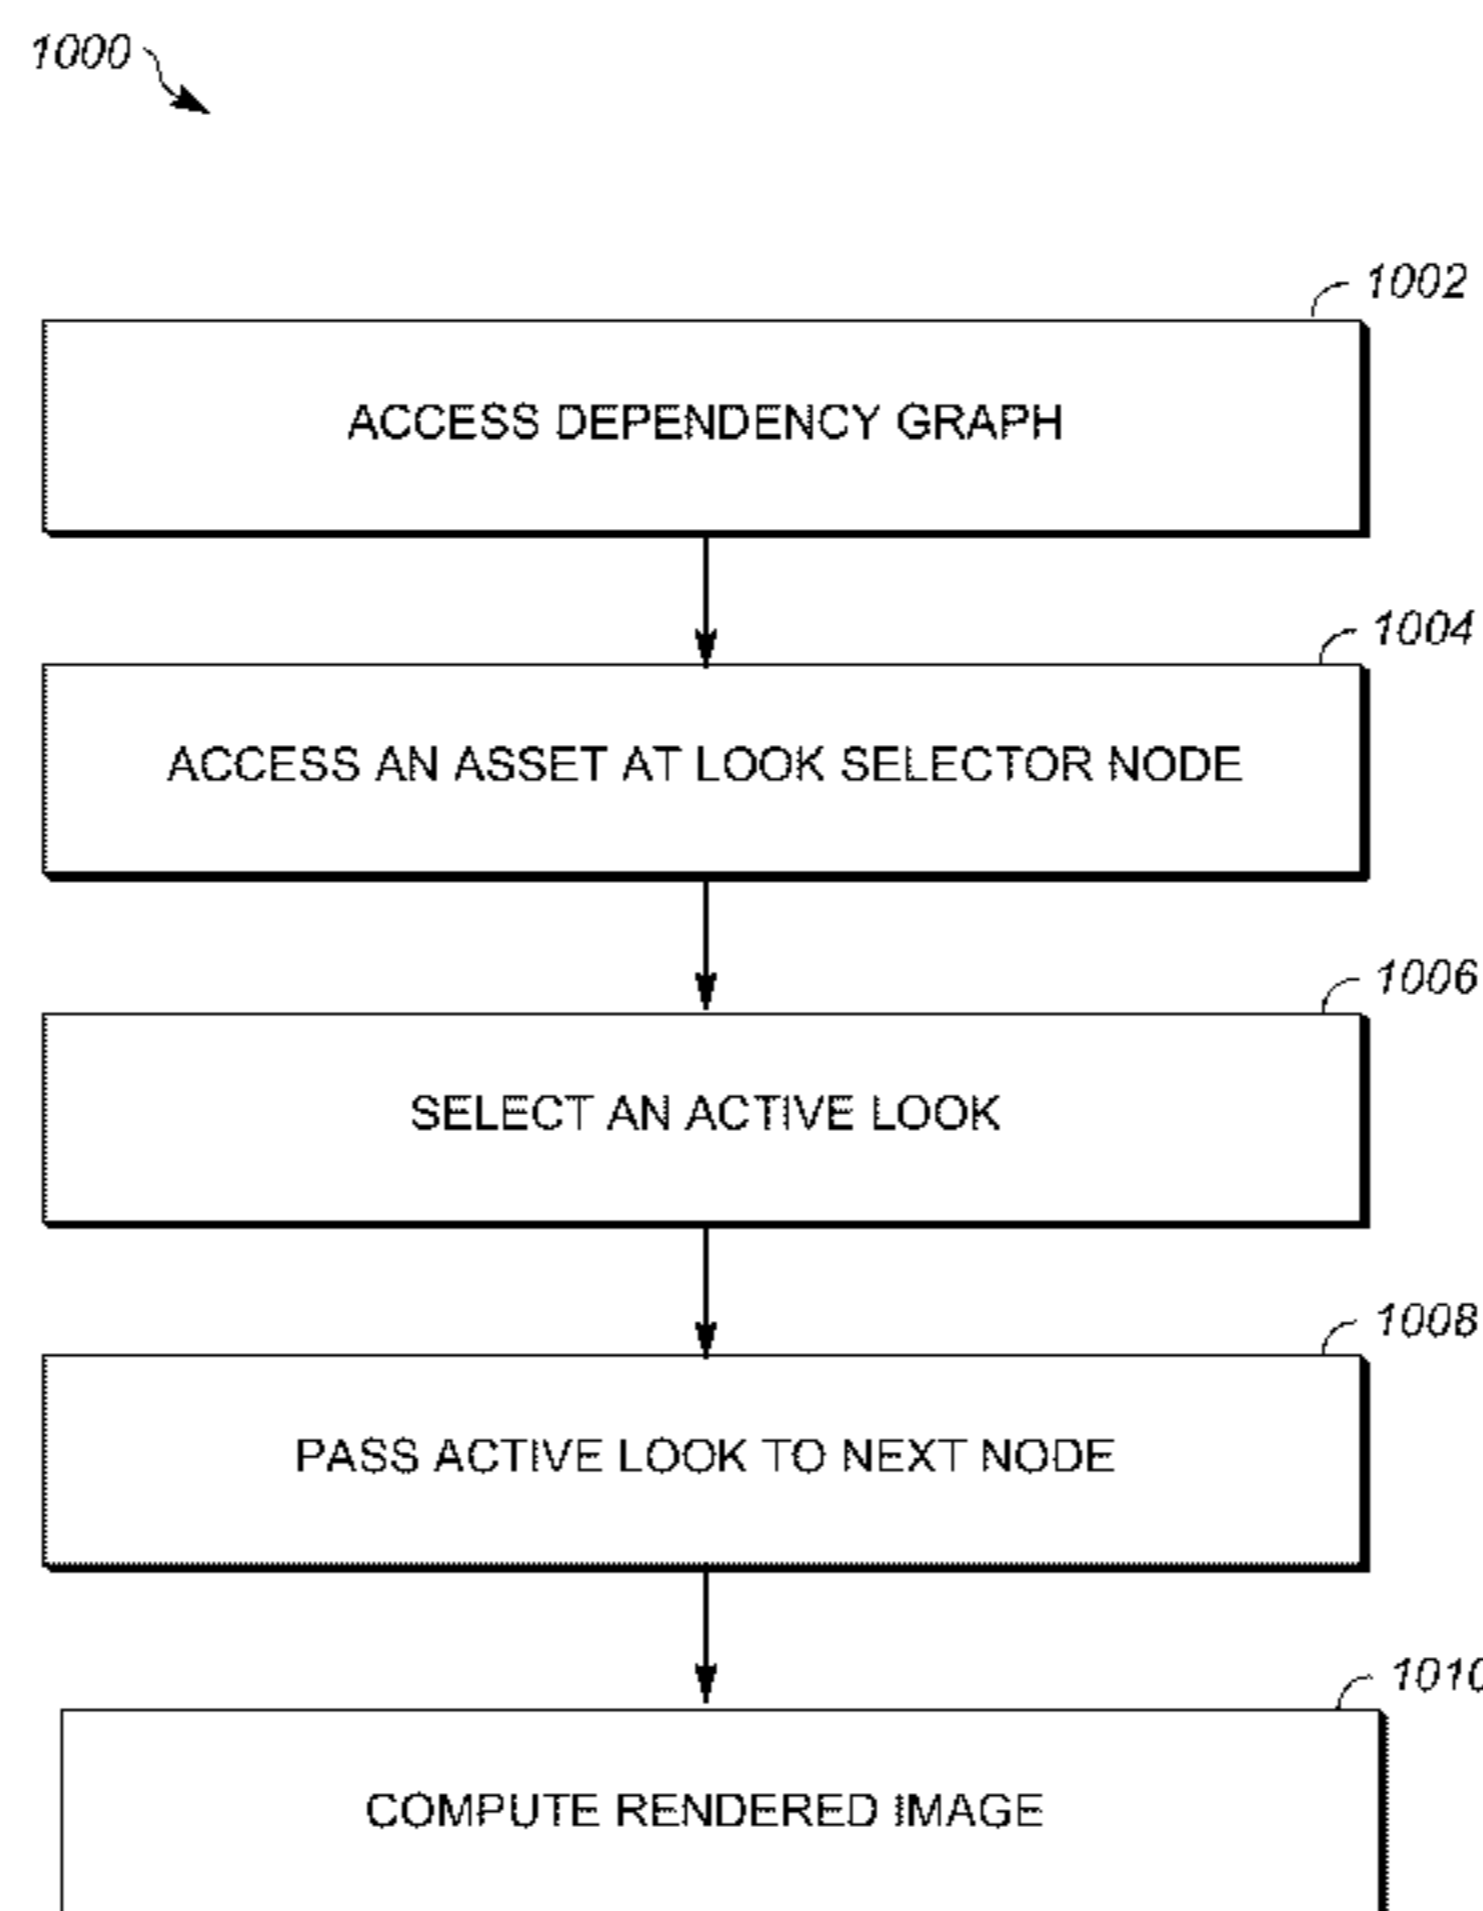 1000
1002
ACCESS DEPENDENCY GRAPH
1004
ACCESS AN ASSET AT LOOK SELECTOR NODE
1006
SELECT AN ACTIVE LOOK
1008
PASS ACTIVE LOOK TO NEXT NODE
1010
COMPUTE RENDERED IMAGE